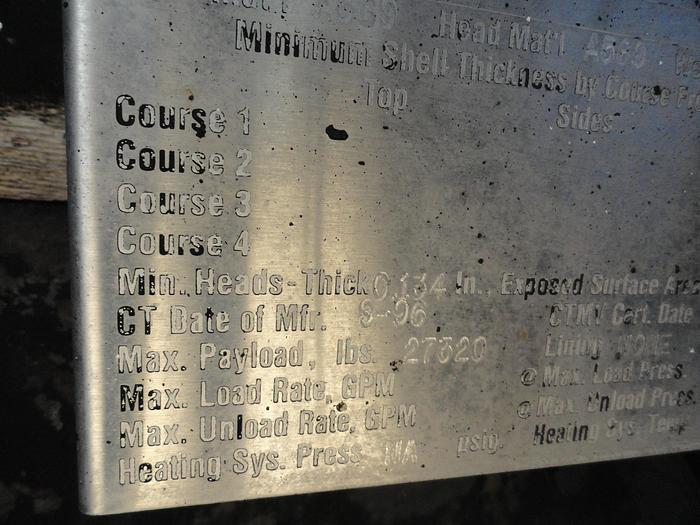 Head Mat'l A569
Minimum Shell Thickness by Course
Top Sides
Course 1
Course 2
Course 3
Course 4
Min. Heads-Thick 0.134 In., Exposed Surface Area
CT Date of Mfr. 9-96 CTMV Cert. Date
Max. Payload, lbs. 27520 Lining NONE
Max. Load Rate, GPM @ Max. Load Press.
Max. Unload Rate, GPM @ Max. Unload Press.
Heating Sys. Press. NA psig. Heating Sys. Temp